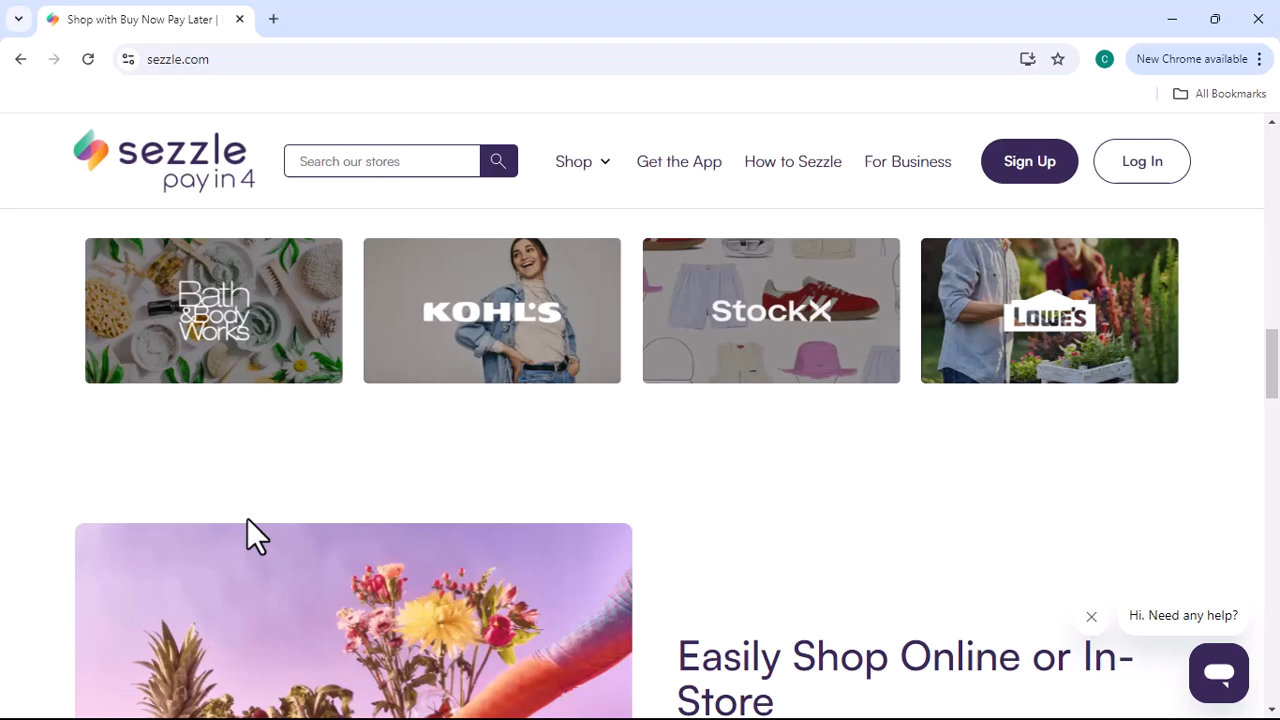 Shop with Buy Now Pay Later |
sezzle.com
C
New Chrome available
All Bookmarks
sezzle
pay in 4
Search our stores
Shop
Get the App
How to Sezzle
For Business
Sign Up
Log In
Bath
&Body
Works
KOHL'S
StockX
LOWE'S
Hi. Need any help?
Easily Shop Online or In-
Store